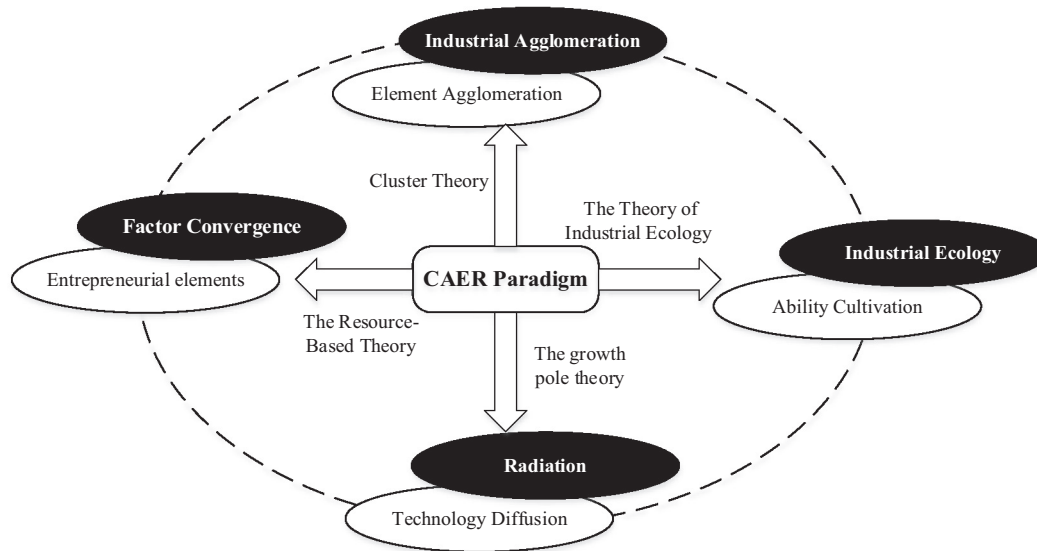 Industrial Agglomeration
Element Agglomeration
Cluster Theory
The Theory of
Industrial Ecology
Factor Convergence
Industrial Ecology
Entrepreneurial elements
CAER Paradigm
Ability Cultivation
The Resource-
Based Theory
The growth
pole theory
Radiation
Technology Diffusion